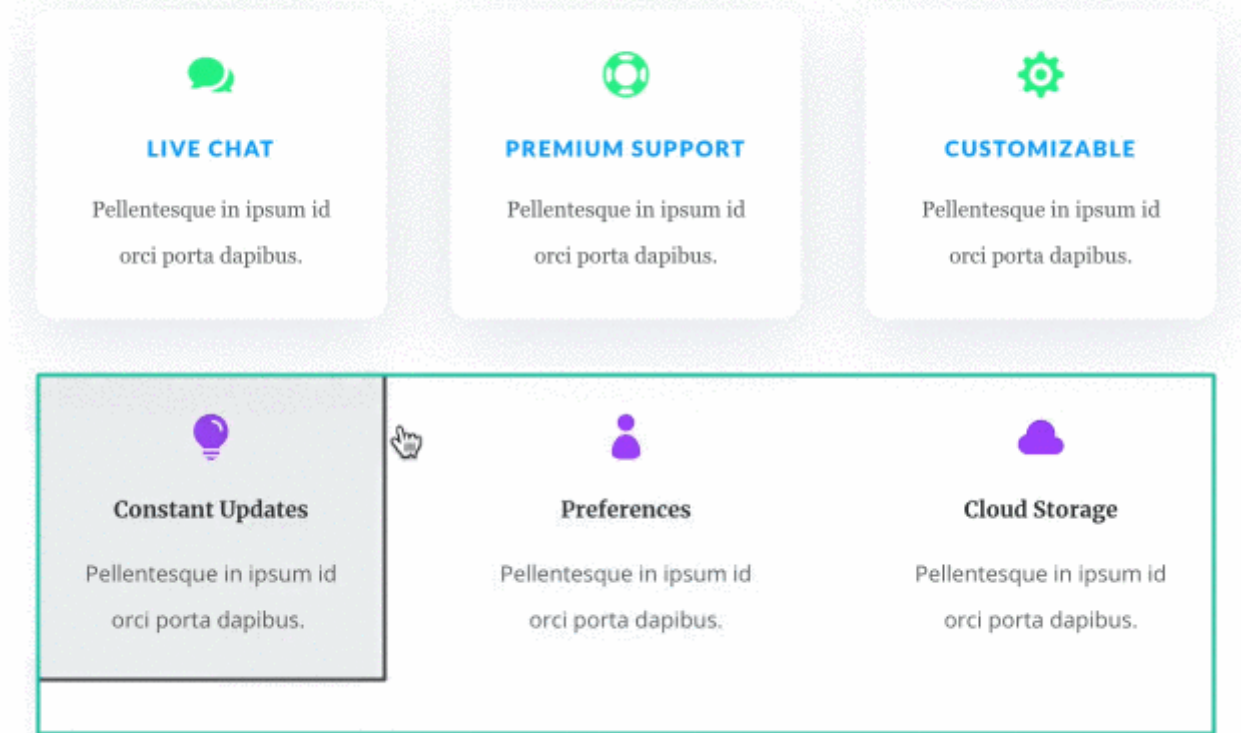 LIVE CHAT
Pellentesque in ipsum id
orci porta dapibus.
PREMIUM SUPPORT
Pellentesque in ipsum id
orci porta dapibus.
CUSTOMIZABLE
Pellentesque in ipsum id
orci porta dapibus.
Constant Updates
Pellentesque in ipsum id
orci porta dapibus.
Preferences
Pellentesque in ipsum id
orci porta dapibus.
Cloud Storage
Pellentesque in ipsum id
orci porta dapibus.